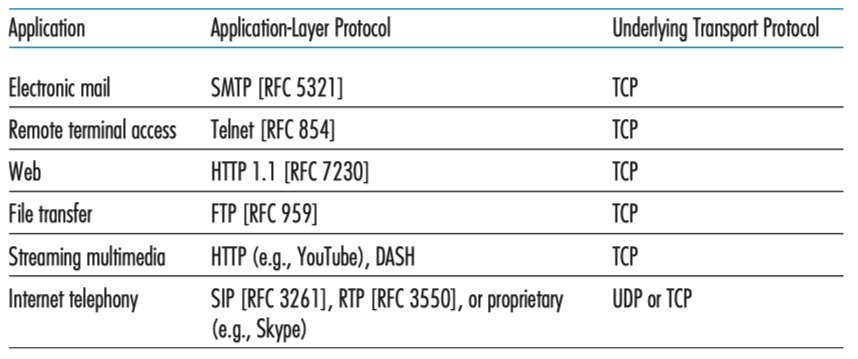 Application Application-Layer Protocol Underlying Transport Protocol
Electronic mail SMTP [RFC 5321] TCP
Remote terminal access Telnet [RFC 854] TCP
Web HTTP 1.1 [RFC 7230] TCP
File transfer FTP [RFC 959] TCP
Streaming multimedia HTTP (e.g., YouTube), DASH TCP
Internet telephony SIP [RFC 3261], RTP [RFC 3550], or proprietary UDP or TCP
(e.g., Skype)